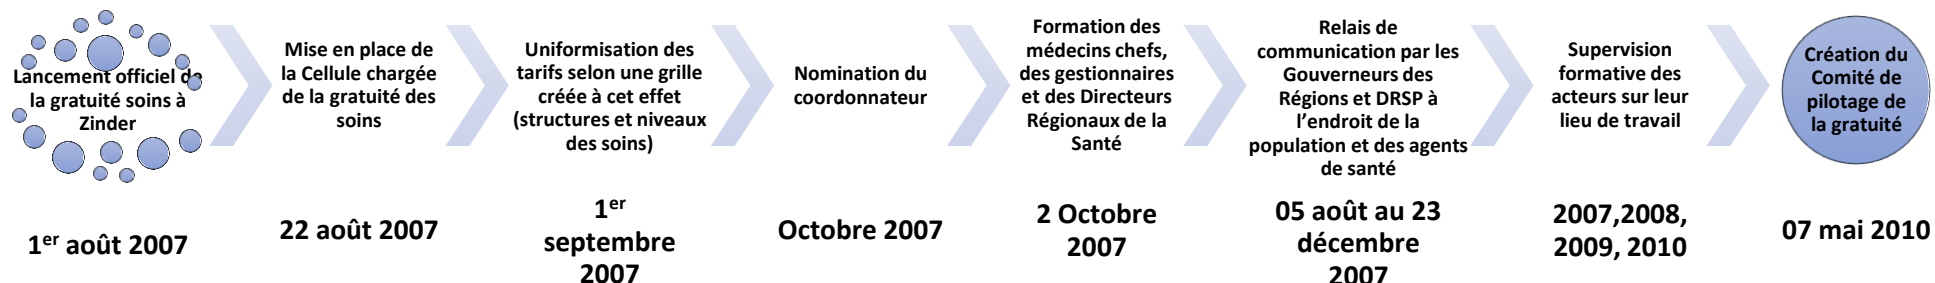 Lancement officiel de
la gratuité soins à
Zinder
Mise en place de
la Cellule chargée
de la gratuité des
soins
Uniformisation des
tarifs selon une grille
créée à cet effet
(structures et niveaux
des soins)
Nomination du
coordonnateur
Formation des
médecins chefs,
des gestionnaires
et des Directeurs
Régionaux de la
Santé
Relais de
communication par les
Gouverneurs des
Régions et DRSP à
l’endroit de la
population et des agents
de santé
Supervision
formative des
acteurs sur leur
lieu de travail
Création du
Comité de
pilotage de
la gratuité
1er août 2007
22 août 2007
1er
septembre
2007
Octobre 2007
2 Octobre
2007
05 août au 23
décembre
2007
2007,2008,
2009, 2010
07 mai 2010